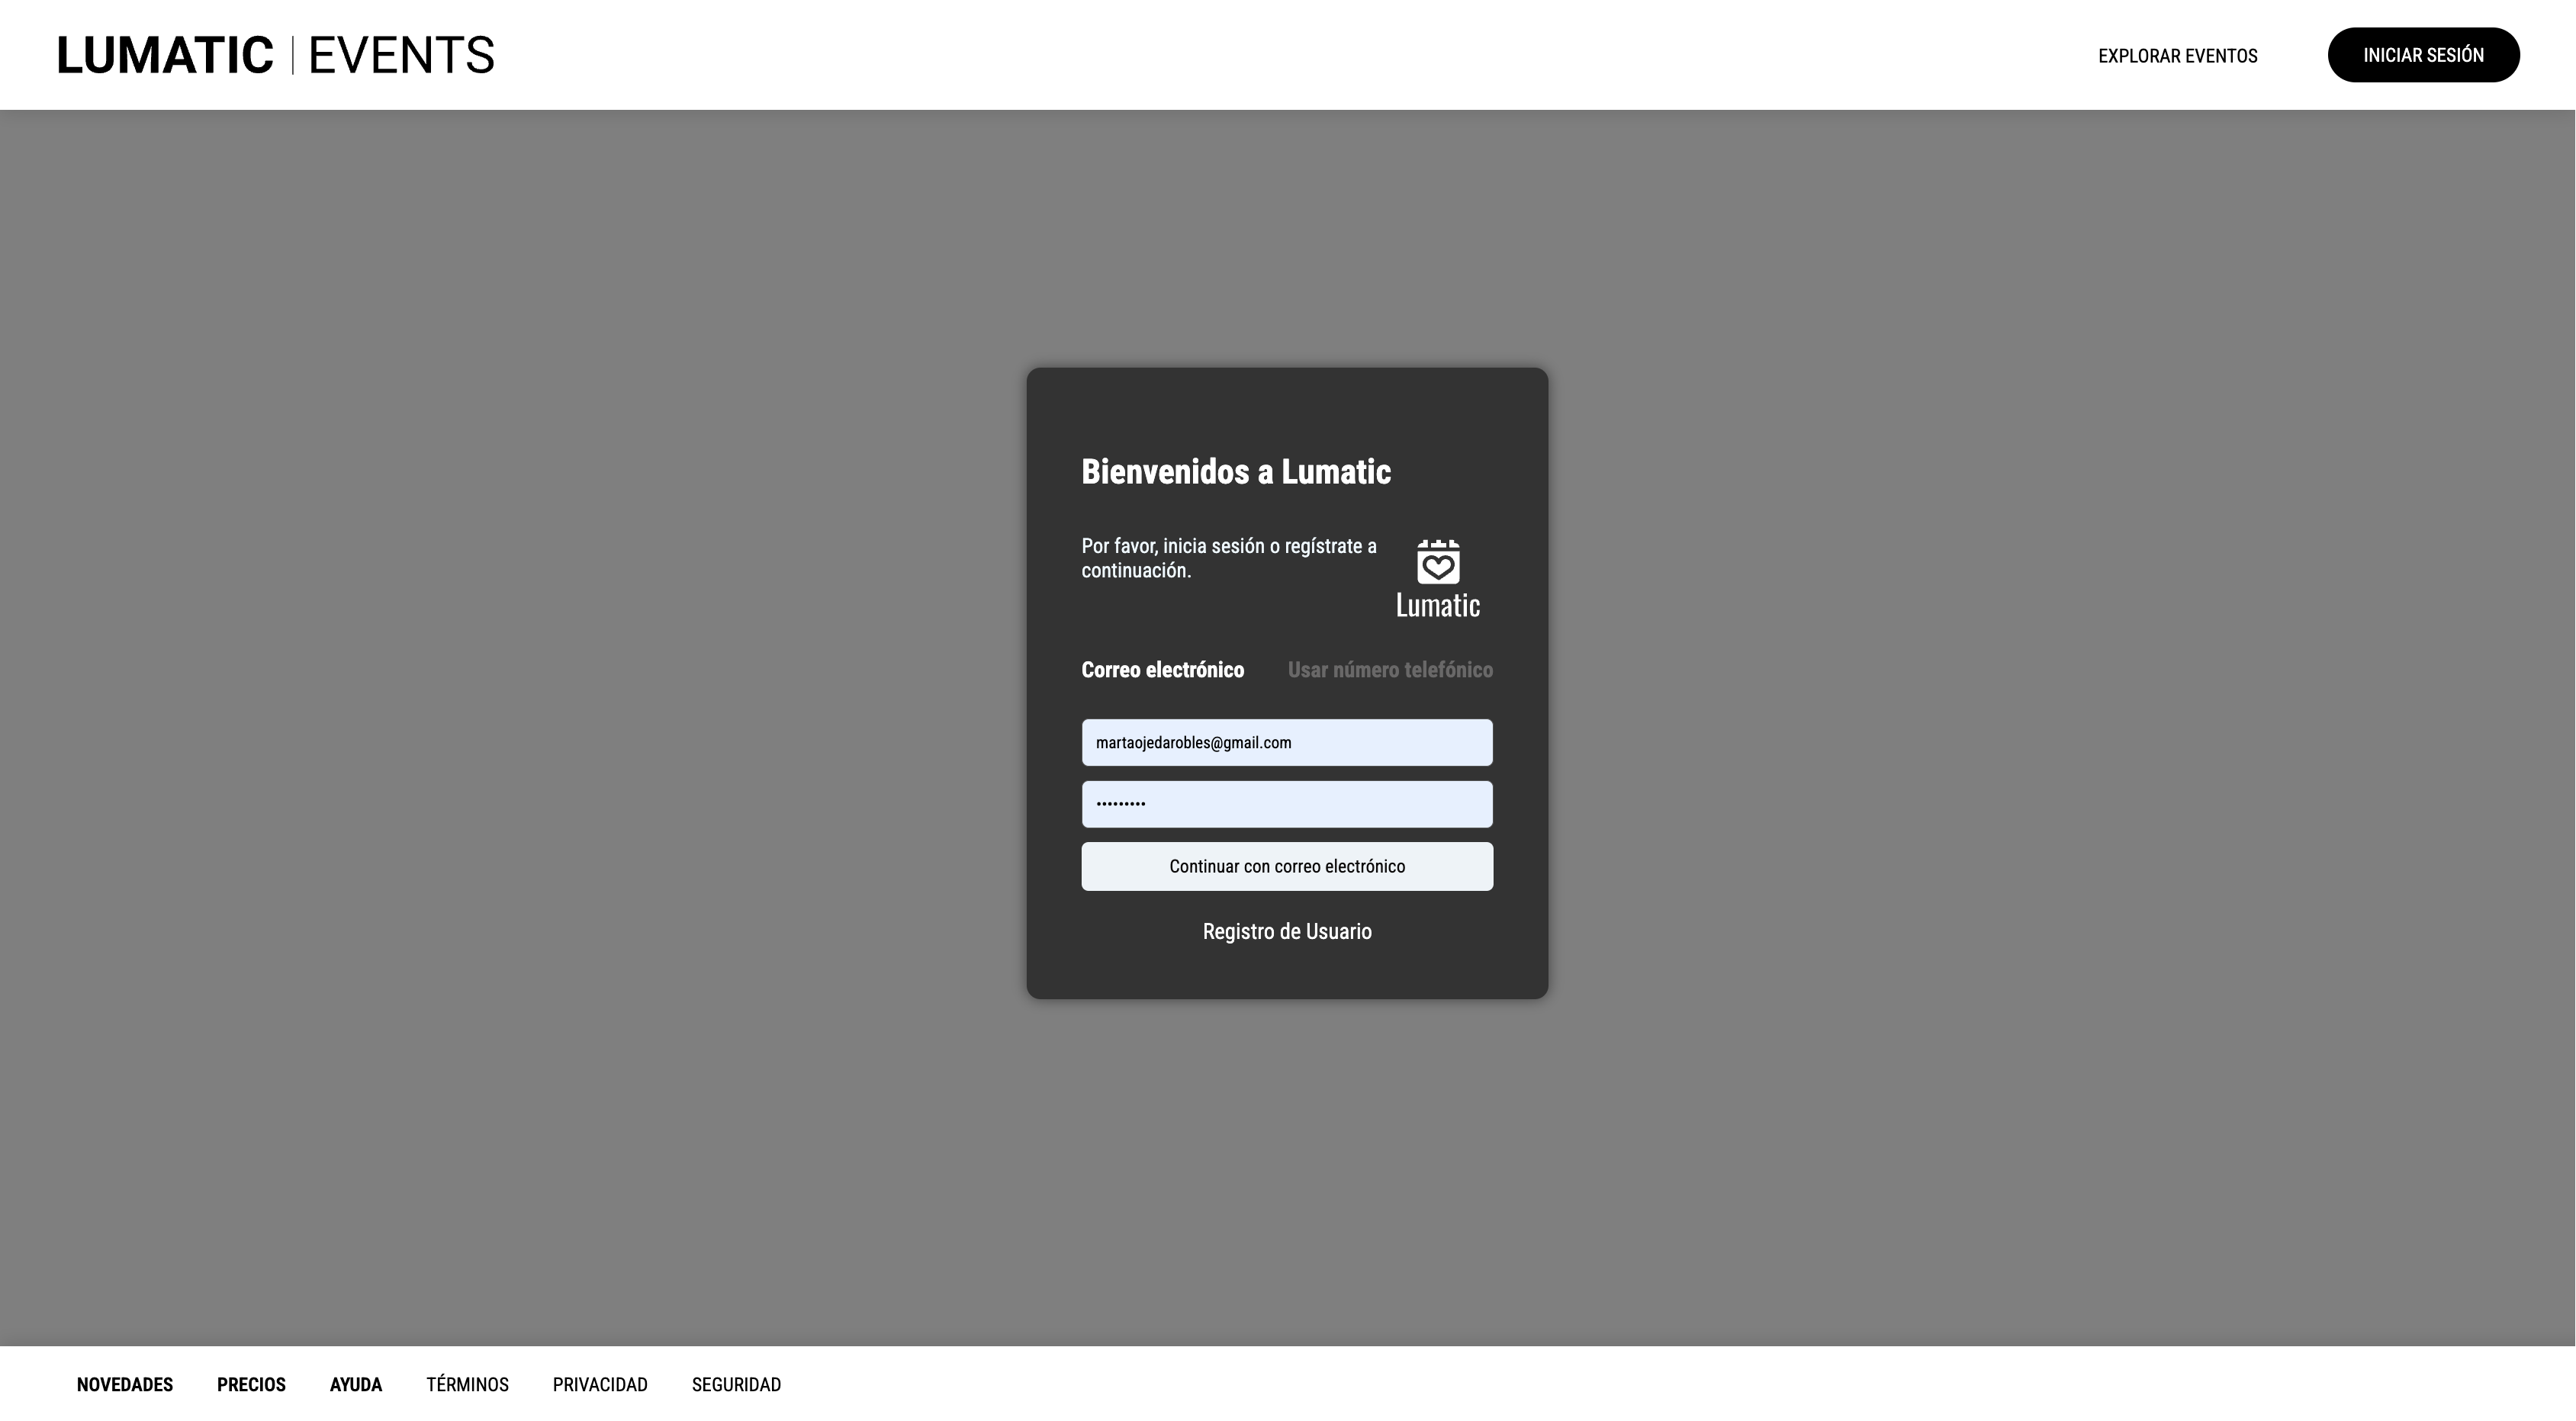 LUMATIC | EVENTS
EXPLORAR EVENTOS
INICIAR SESIÓN
Bienvenidos a Lumatic
Por favor, inicia sesión o regístrate a
continuación.
Lumatic
Correo electrónico
Usar número telefónico
martaojedarobles@gmail.com
•••••••••
Continuar con correo electrónico
Registro de Usuario
NOVEDADES PRECIOS AYUDA TÉRMINOS PRIVACIDAD SEGURIDAD